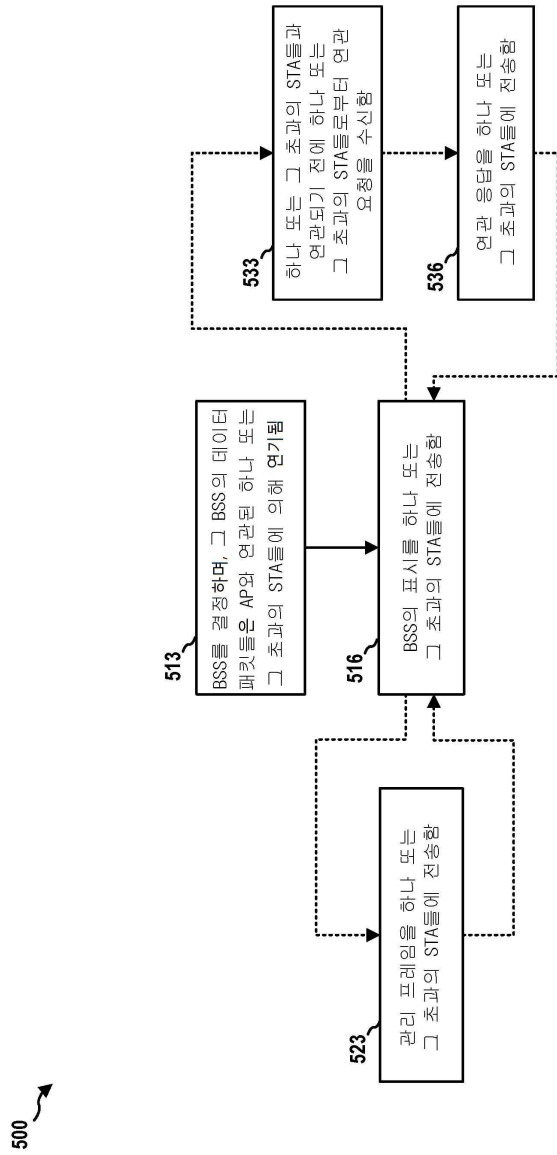 500
513
BSS를 결정하며, 그 BSS의 데이터
패킷들은 AP와 연관된 하나 또는
그 초과의 STA들에 의해 연기됨
516
BSS의 표시를 하나 또는
그 초과의 STA들에 전송함
523
관리 프레임을 하나 또는
그 초과의 STA들에 전송함
533
하나 또는 그 초과의 STA들과
연관되기 전에 하나 또는
그 초과의 STA들로부터 연관
요청을 수신함
536
연관 응답을 하나 또는
그 초과의 STA들에 전송함